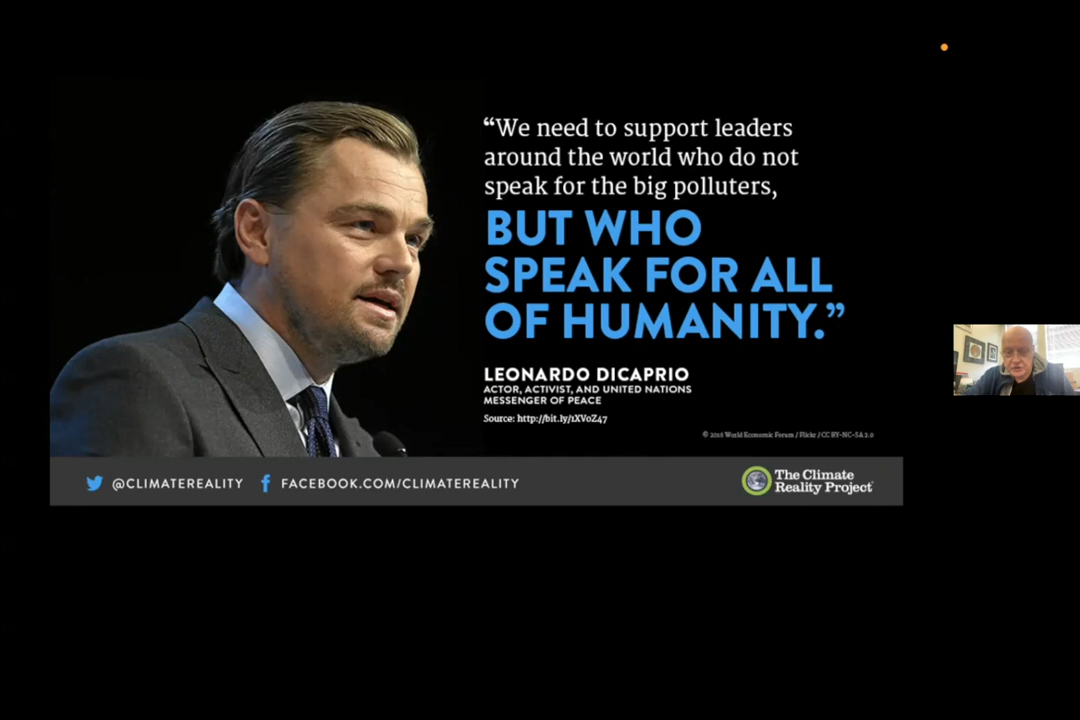 “We need to support leaders
around the world who do not
speak for the big polluters,
BUT WHO
SPEAK FOR ALL
OF HUMANITY.”
LEONARDO DICAPRIO
ACTOR, ACTIVIST, AND UNITED NATIONS
MESSENGER OF PEACE
Source: http://bit.ly/1XVoZ47
© 2016 World Economic Forum / Flickr / CC BY-NC-SA 2.0
@CLIMATEREALITY
FACEBOOK.COM/CLIMATEREALITY
The Climate
Reality Project